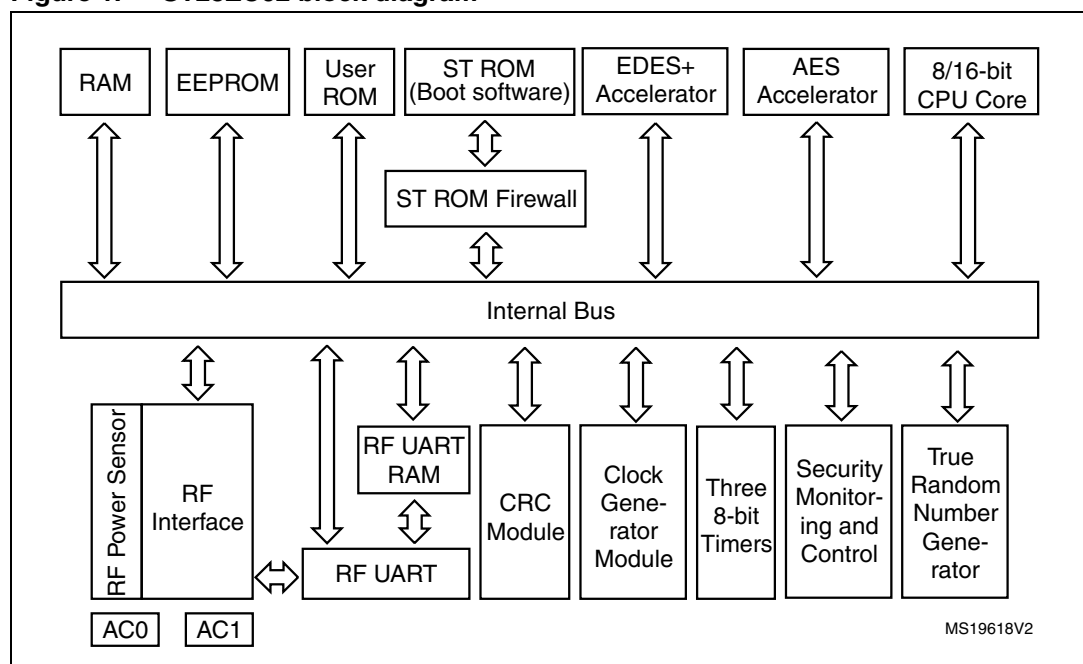 RAM
EEPROM
User
ROM
ST ROM
(Boot software)
EDES+
Accelerator
AES
Accelerator
8/16-bit
CPU Core
ST ROM Firewall
Internal Bus
RF Power Sensor
RF
Interface
RF UART
RAM
RF UART
CRC
Module
Clock
Gene-
rator
Module
Three
8-bit
Timers
Security
Monitor-
ing and
Control
True
Random
Number
Gene-
rator
AC0
AC1
MS19618V2